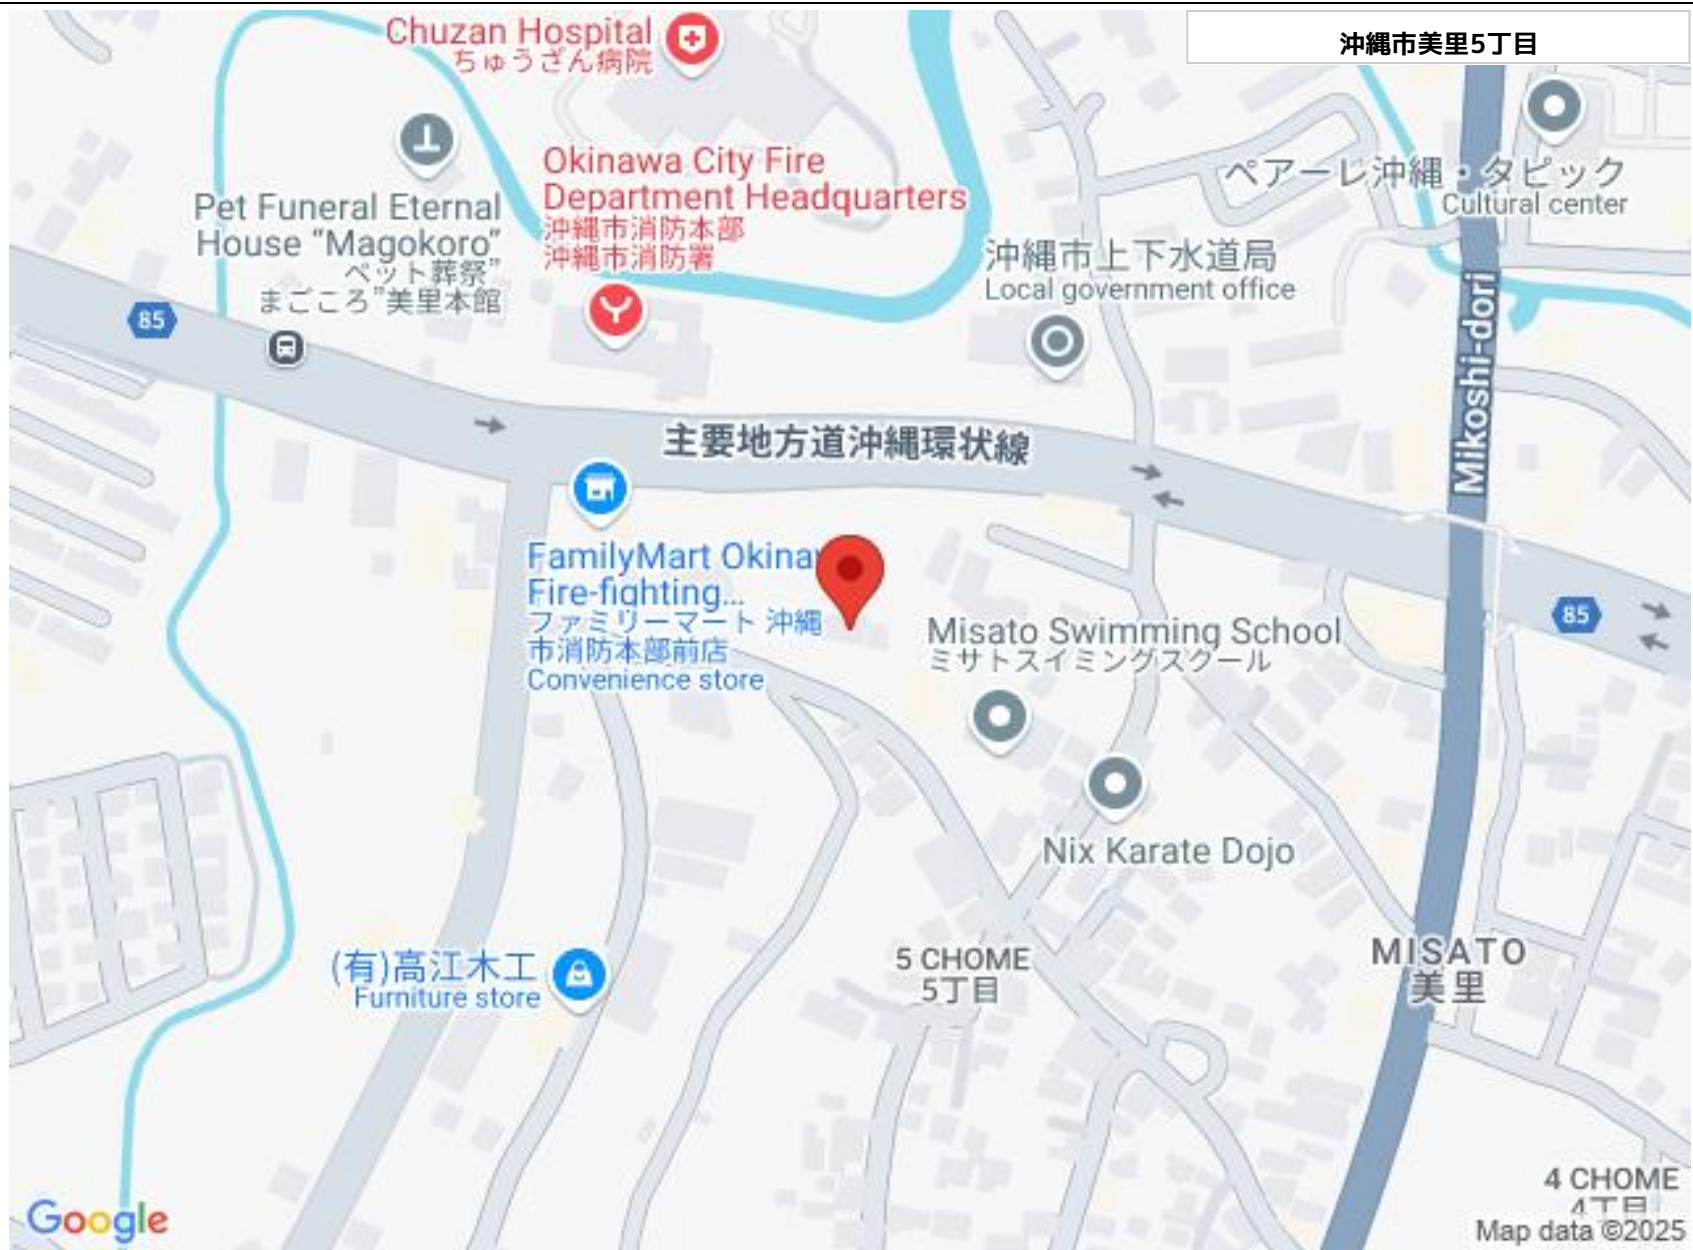 沖縄市美里5丁目
Chuzan Hospital
ちゅうざん病院
Okinawa City Fire
Department Headquarters
沖縄市消防本部
沖縄市消防署
Pet Funeral Eternal
House “Magokoro”
ペット葬祭”
まごころ”美里本館
ペアーレ沖縄・タピック
Cultural center
沖縄市上下水道局
Local government office
Mikoshi-dori
85
主要地方道沖縄環状線
FamilyMart Okina
Fire-fighting...
ファミリーマート 沖縄
市消防本部前店
Convenience store
85
Misato Swimming School
ミサトスイミングスクール
Nix Karate Dojo
(有)高江木工
Furniture store
5 CHOME
5丁目
MISATO
美里
4 CHOME
4丁目
Google
Map data ©2025